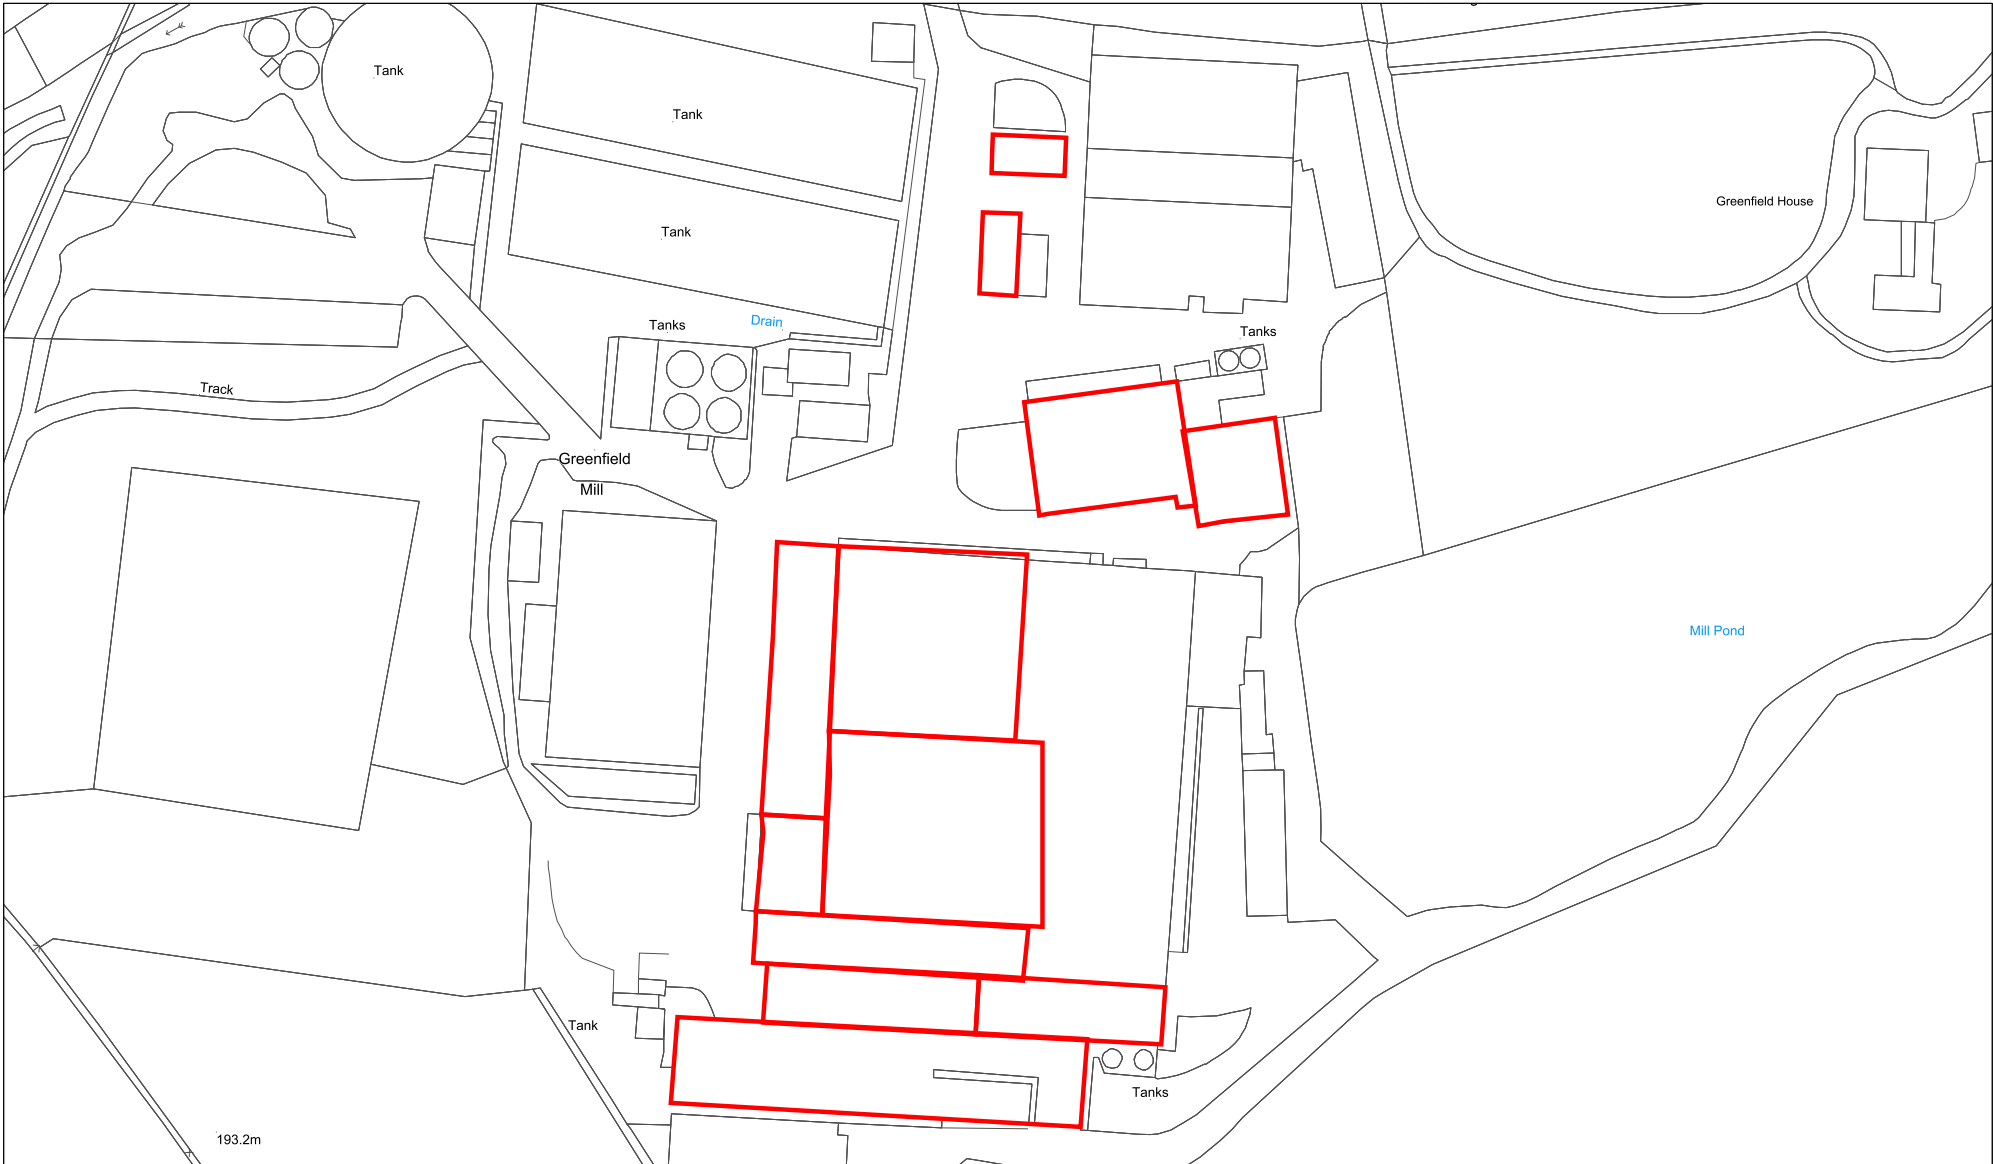 Tank
Tank
Greenfield House
Tank
Drain
Tanks
Tanks
Track
Greenfield
Mill
Mill Pond
Tank
Tanks
193.2m